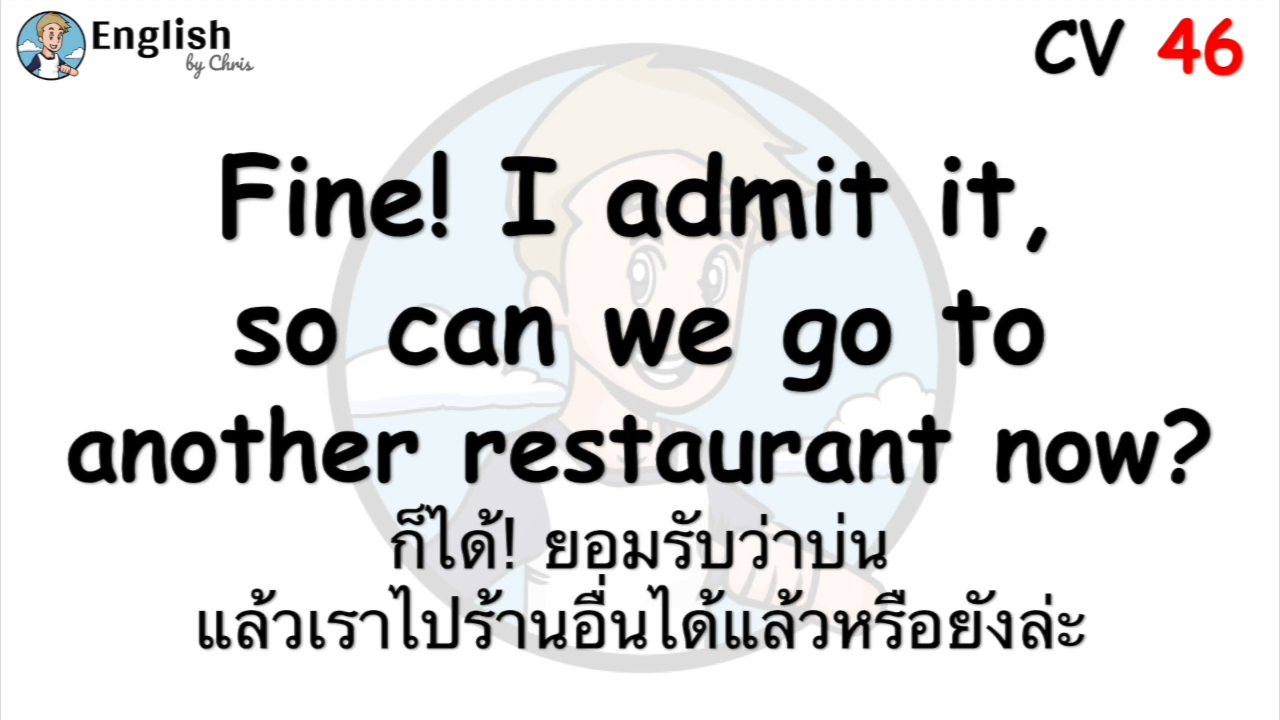 English
by Chris
CV 46
Fine! I admit it,
so can we go to
another restaurant now?
ก็ได้! ยอมรับว่าบ่น
แล้วเราไปร้านอื่นได้แล้วหรือยังล่ะ